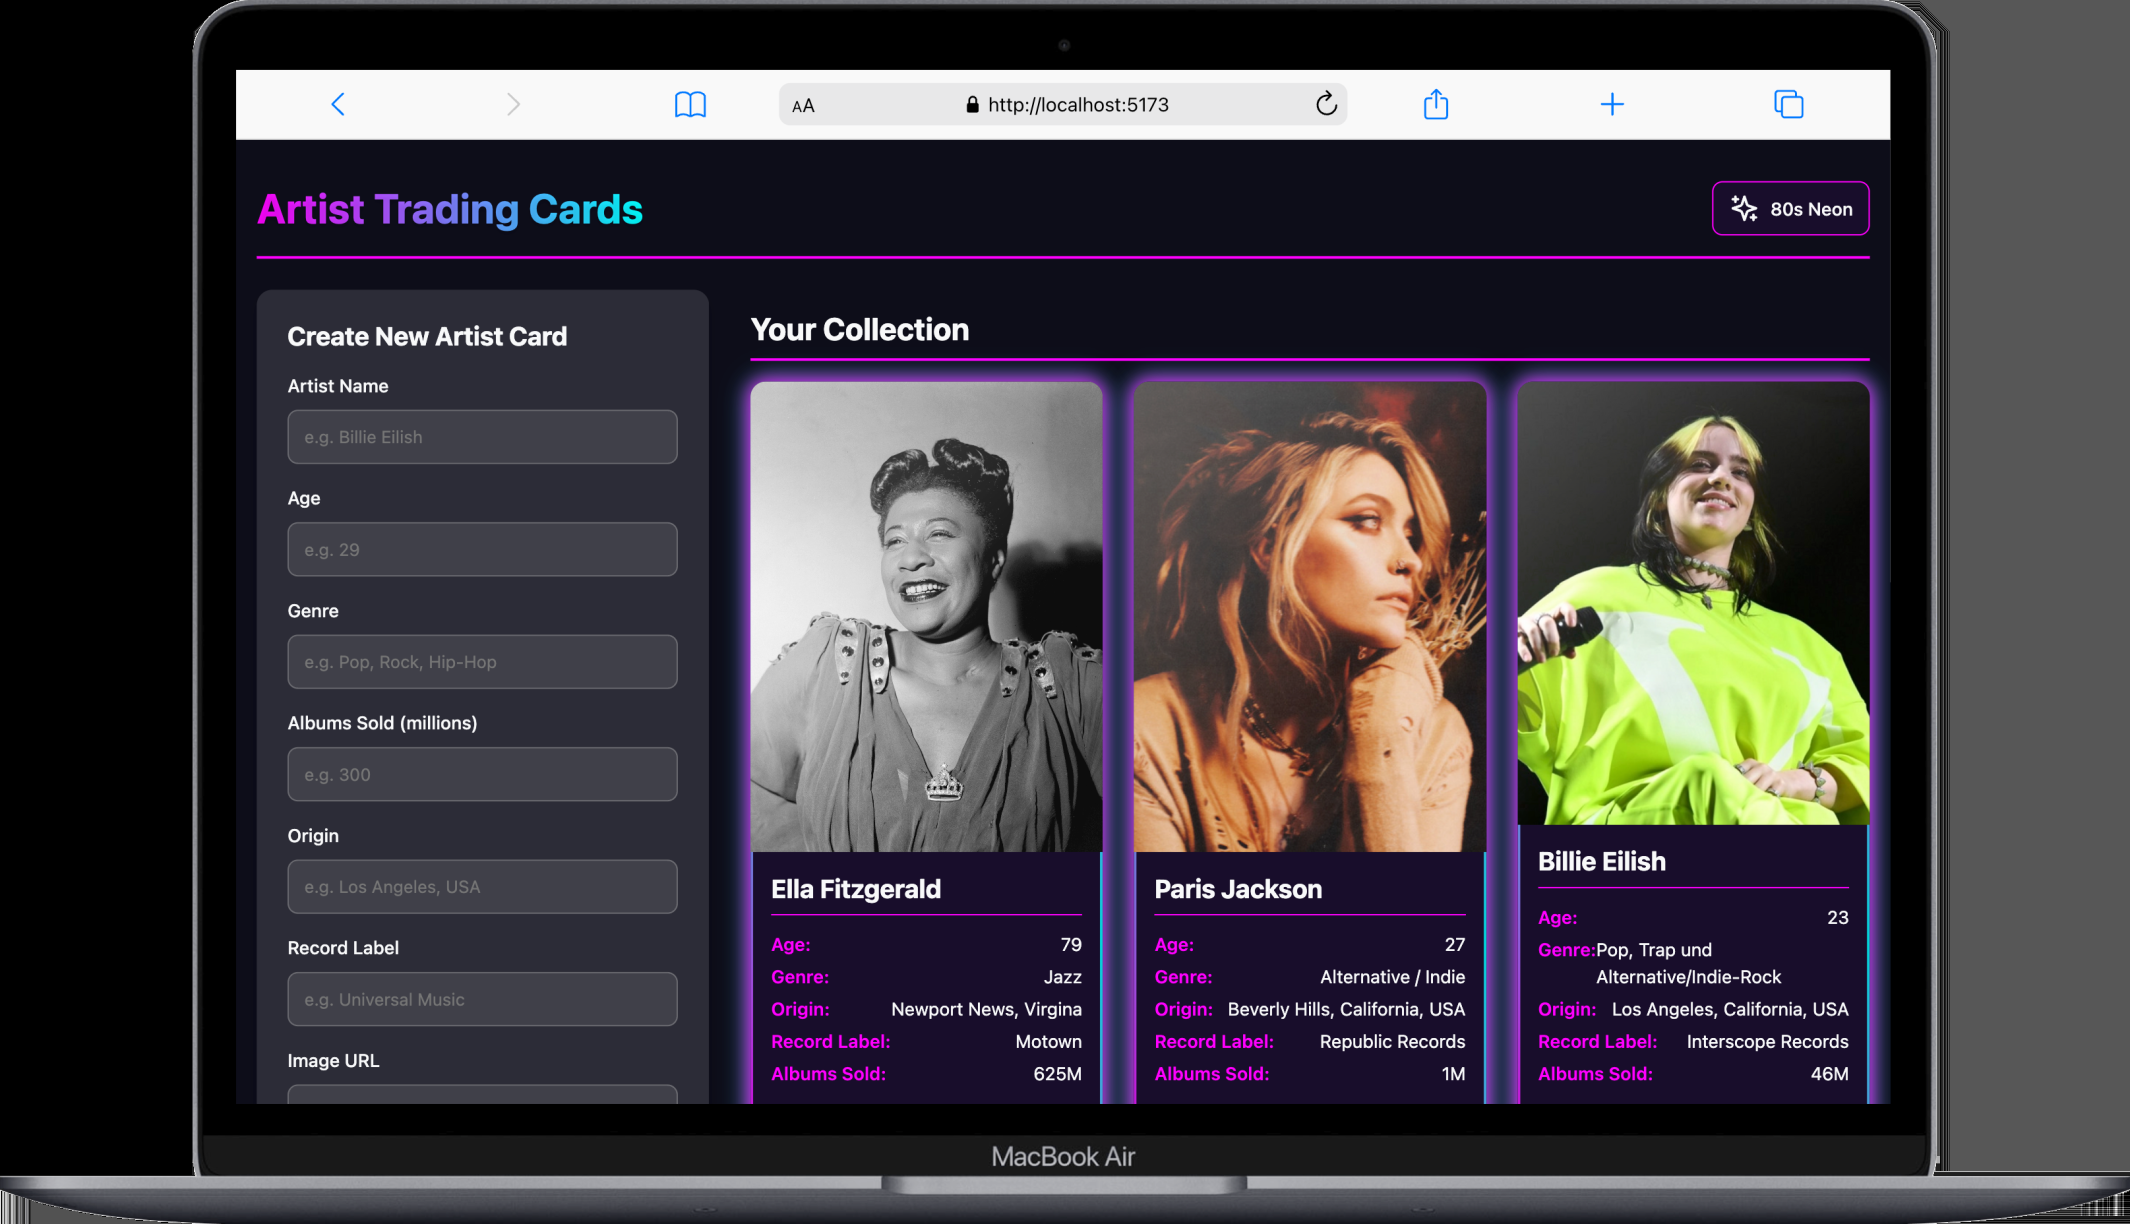 AA
http://localhost:5173
Artist Trading Cards
80s Neon
Create New Artist Card
Artist Name
e.g. Billie Eilish
Age
e.g. 29
Genre
e.g. Pop, Rock, Hip-Hop
Albums Sold (millions)
e.g. 300
Origin
e.g. Los Angeles, USA
Record Label
e.g. Universal Music
Image URL
Your Collection
Ella Fitzgerald
Age: 79
Genre: Jazz
Origin: Newport News, Virgina
Record Label: Motown
Albums Sold: 625M
Paris Jackson
Age: 27
Genre: Alternative / Indie
Origin: Beverly Hills, California, USA
Record Label: Republic Records
Albums Sold: 1M
Billie Eilish
Age: 23
Genre: Pop, Trap und
Alternative/Indie-Rock
Origin: Los Angeles, California, USA
Record Label: Interscope Records
Albums Sold: 46M
MacBook Air